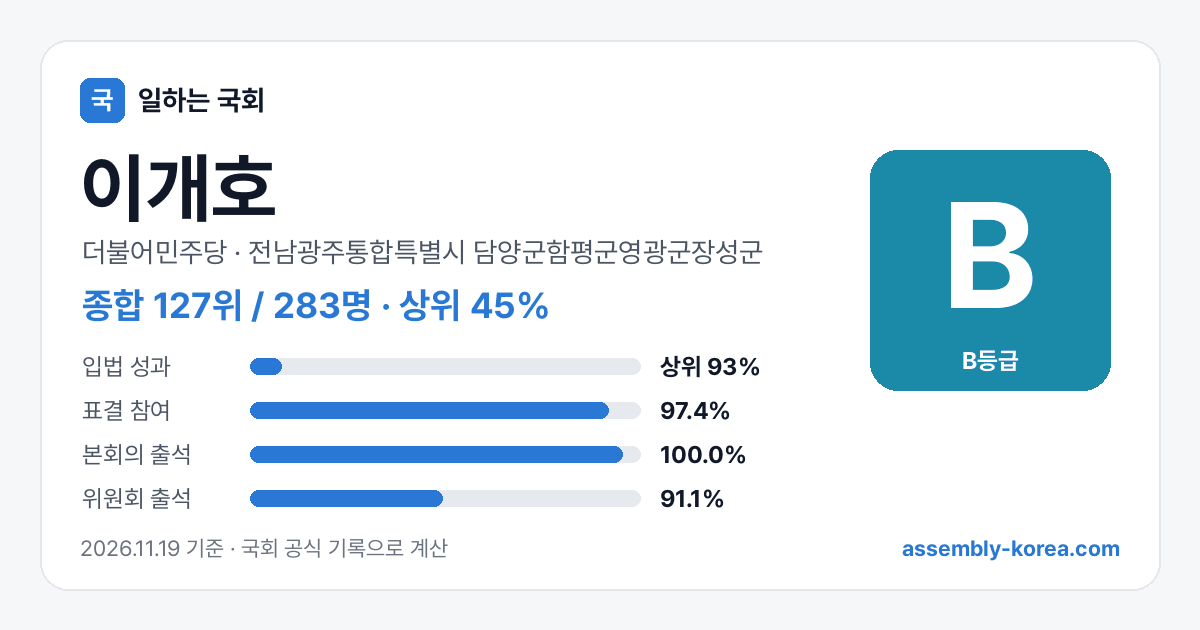 국 일하는 국회
이개호
더불어민주당 · 전남광주통합특별시 담양군함평군영광군장성군
종합 127위 / 283명 · 상위 45%
B
B등급
입법 성과 상위 93%
표결 참여 97.4%
본회의 출석 100.0%
위원회 출석 91.1%
2026.11.19 기준 · 국회 공식 기록으로 계산
assembly-korea.com